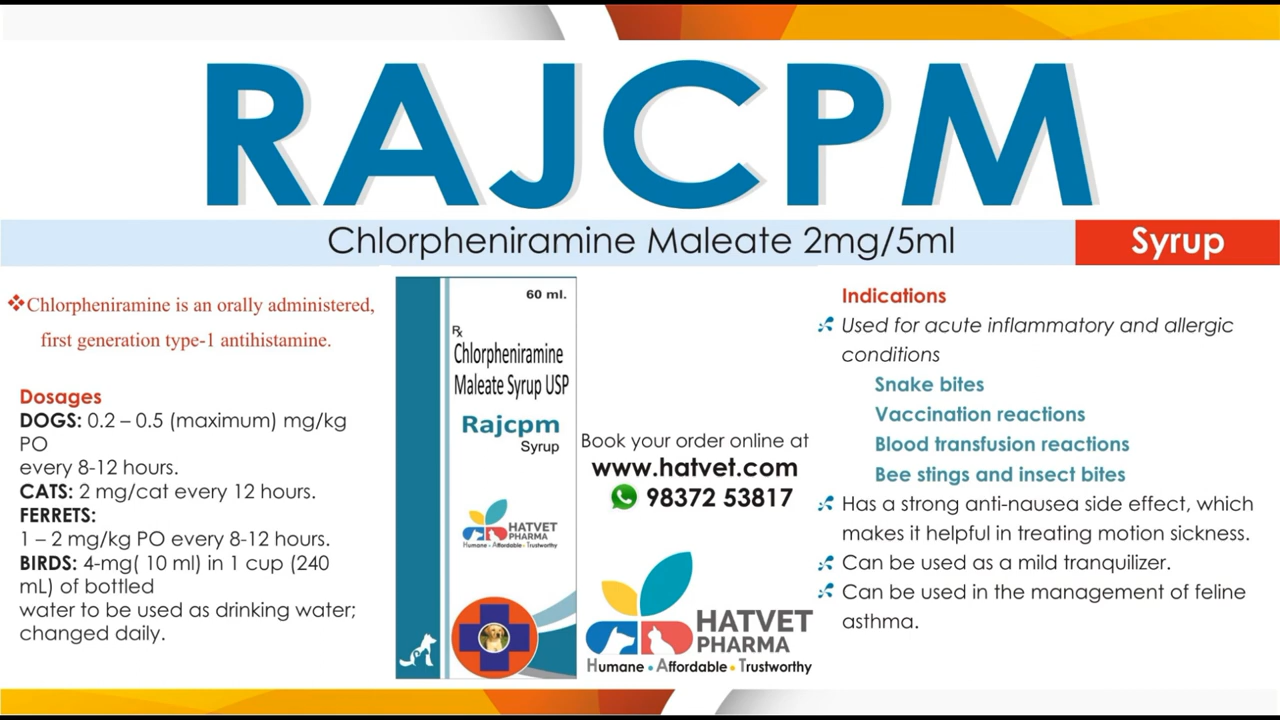 RAJCPM
Chlorpheniramine Maleate 2mg/5ml
Syrup
❖Chlorpheniramine is an orally administered,
first generation type-1 antihistamine.
Dosages
DOGS: 0.2 – 0.5 (maximum) mg/kg
PO
every 8-12 hours.
CATS: 2 mg/cat every 12 hours.
FERRETS:
1 – 2 mg/kg PO every 8-12 hours.
BIRDS: 4-mg( 10 ml) in 1 cup (240
mL) of bottled
water to be used as drinking water;
changed daily.
60 ml.
Rx
Chlorpheniramine
Maleate Syrup USP
Rajcpm
Syrup
HATVET
PHARMA
Humane • Affordable • Trustworthy
Book your order online at
www.hatvet.com
98372 53817
HATVET
PHARMA
Humane • Affordable • Trustworthy
Indications
Used for acute inflammatory and allergic
conditions
Snake bites
Vaccination reactions
Blood transfusion reactions
Bee stings and insect bites
Has a strong anti-nausea side effect, which
makes it helpful in treating motion sickness.
Can be used as a mild tranquilizer.
Can be used in the management of feline
asthma.